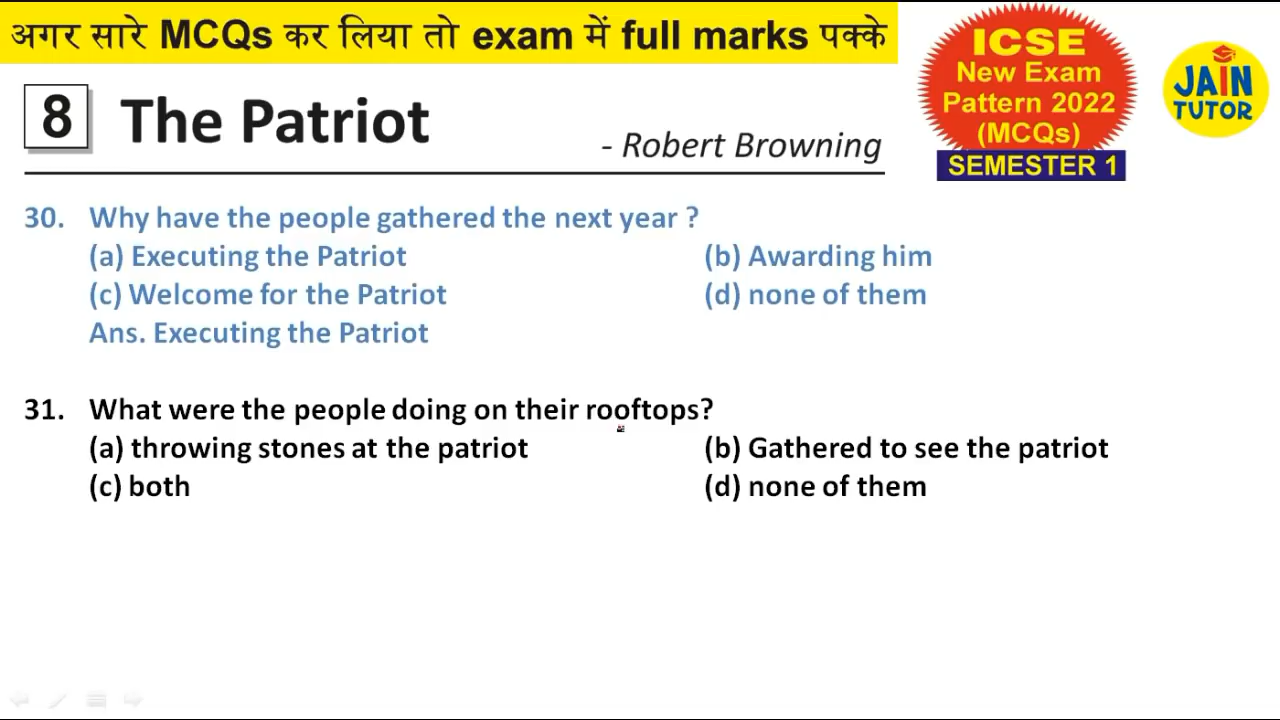 अगर सारे MCQs कर लिया तो exam में full marks पक्के
ICSE
New Exam
Pattern 2022
(MCQs)
SEMESTER 1
JAIN
TUTOR
8 The Patriot
- Robert Browning
30. Why have the people gathered the next year ?
(a) Executing the Patriot (b) Awarding him
(c) Welcome for the Patriot (d) none of them
Ans. Executing the Patriot
31. What were the people doing on their rooftops?
(a) throwing stones at the patriot (b) Gathered to see the patriot
(c) both (d) none of them